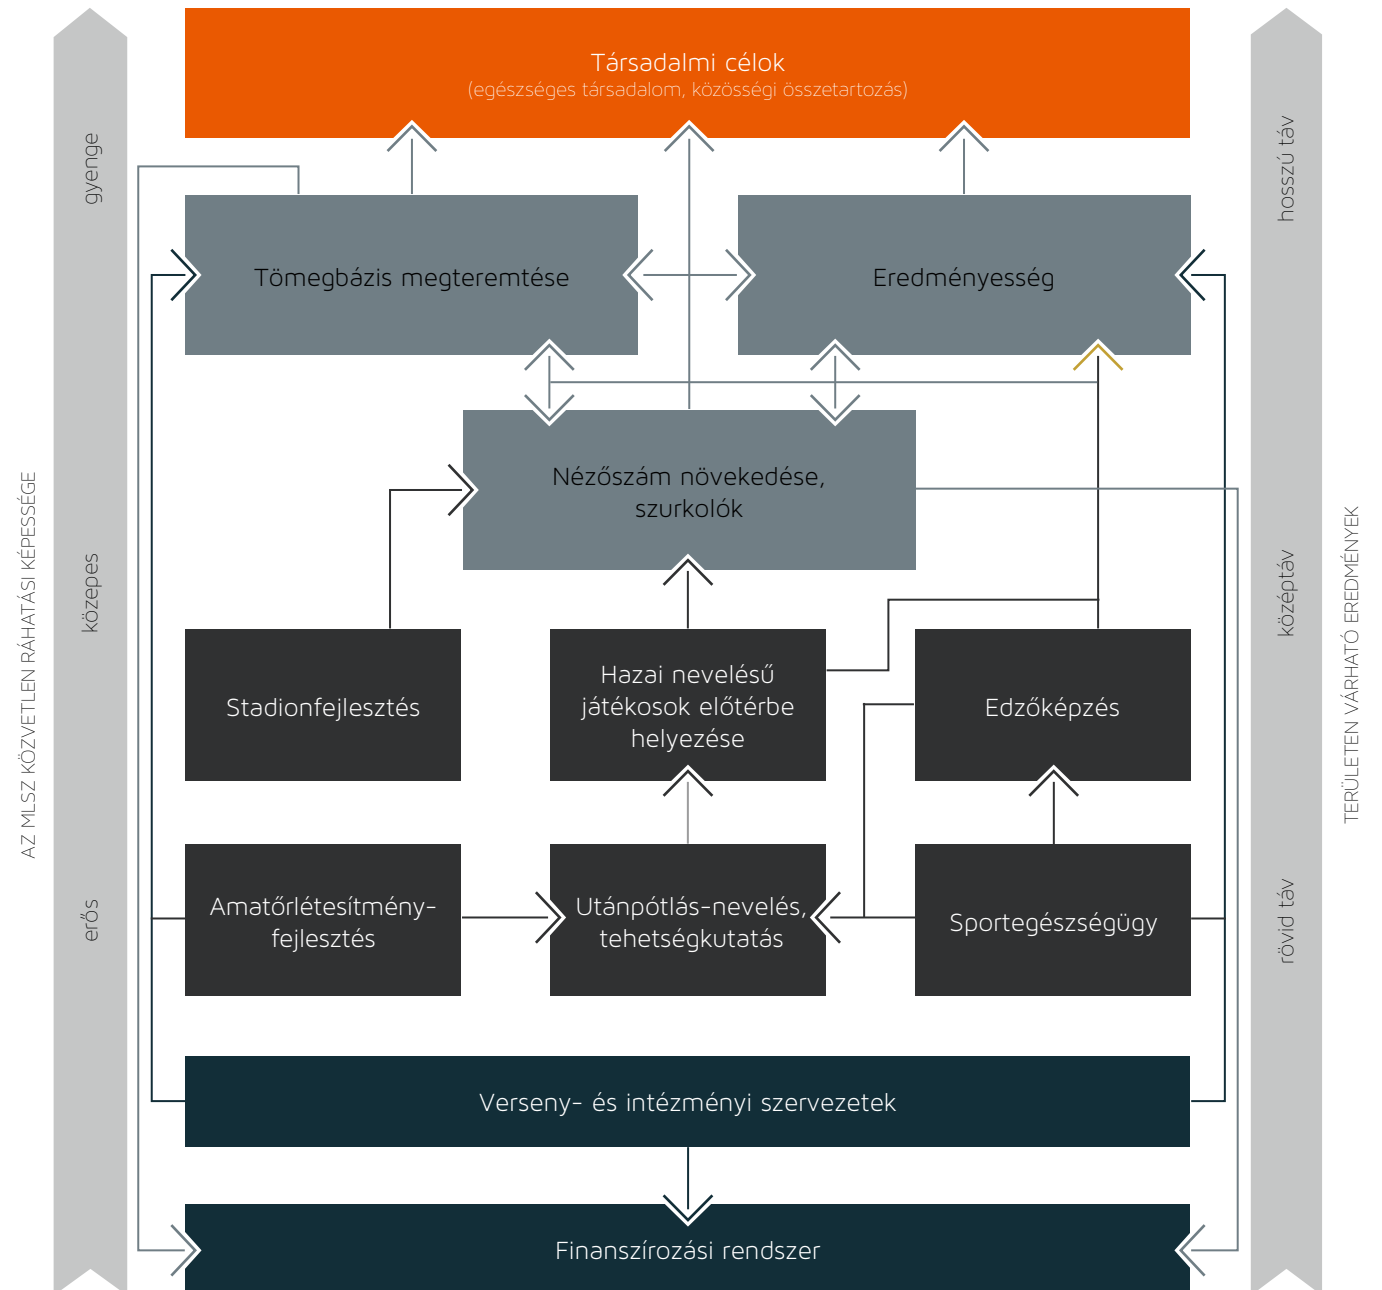 Társadalmi célok
(egészséges társadalom, közösségi összetartozás)
gyenge
hosszú táv
Tömegbázis megteremtése
Eredményesség
Nézőszám növekedése,
szurkolók
AZ MLSZ KÖZVETLEN RÁHATÁSI KÉPESSÉGE
közepes
középtáv
TERÜLETEN VÁRHATÓ EREDMÉNYEK
Stadionfejlesztés
Hazai nevelésű
játékosok előtérbe
helyezése
Edzőképzés
erős
rövid táv
Amatőrlétesítmény-
fejlesztés
Utánpótlás-nevelés,
tehetségkutatás
Sportegészségügy
Verseny- és intézményi szervezetek
Finanszírozási rendszer